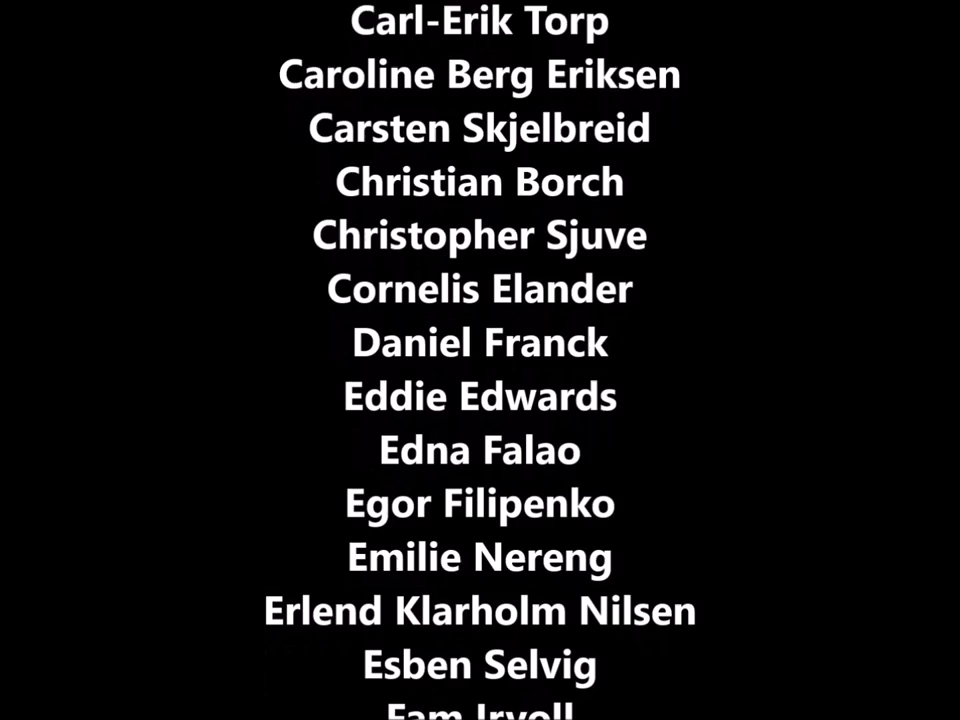 Carl-Erik Torp
Caroline Berg Eriksen
Carsten Skjelbreid
Christian Borch
Christopher Sjuve
Cornelis Elander
Daniel Franck
Eddie Edwards
Edna Falao
Egor Filipenko
Emilie Nereng
Erlend Klarholm Nilsen
Esben Selvig
Fam